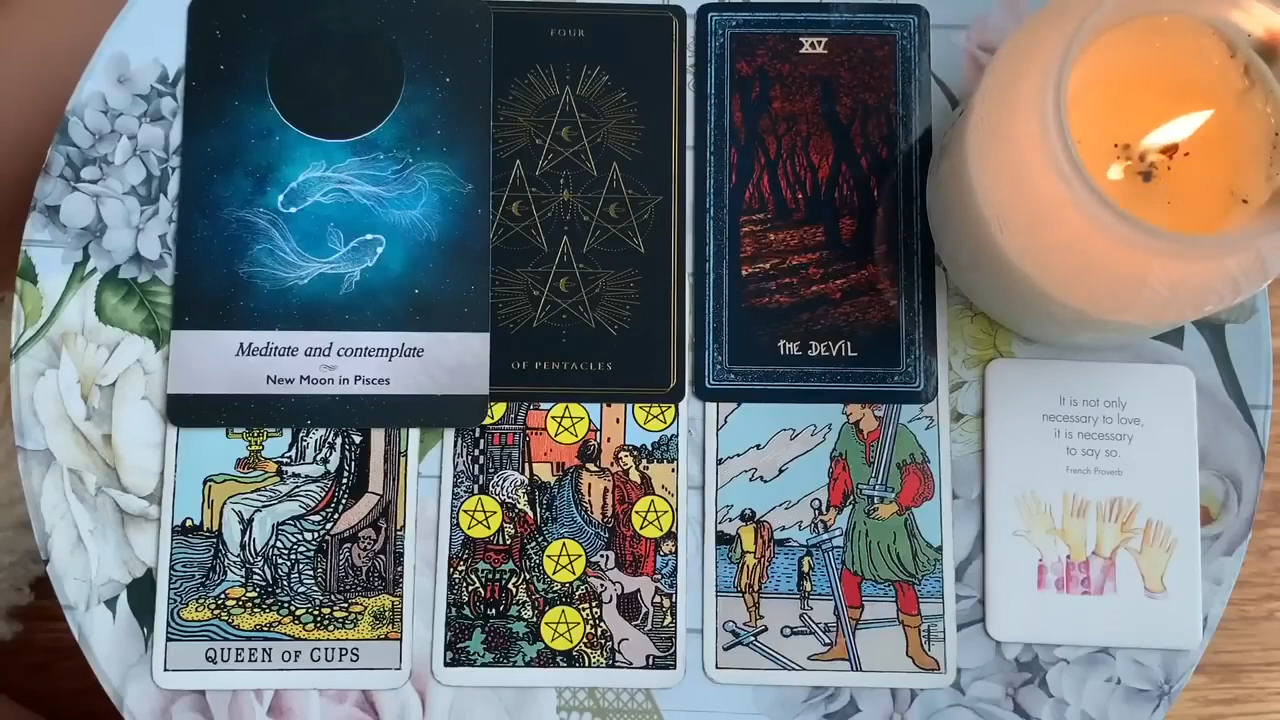 Meditate and contemplate
New Moon in Pisces
FOUR
OF PENTACLES
XV
THE DEVIL
QUEEN OF CUPS
It is not only
necessary to love,
it is necessary
to say so.
French Proverb